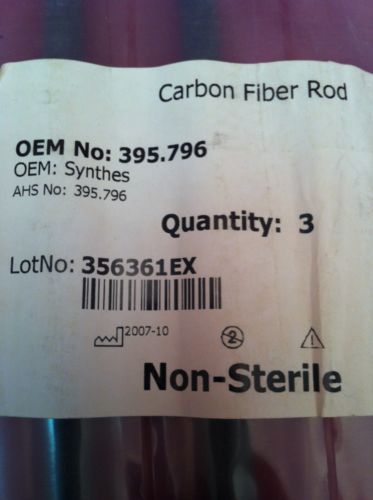 Carbon Fiber Rod
OEM No: 395.796
OEM: Synthes
AHS No: 395.796
Quantity: 3
LotNo: 356361EX
2007-10
2
Non-Sterile